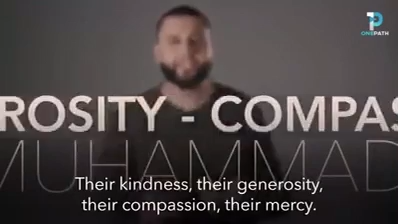 ONEPATH
ROSITY - COMPAS
MUHAMMAD
Their kindness, their generosity,
their compassion, their mercy.